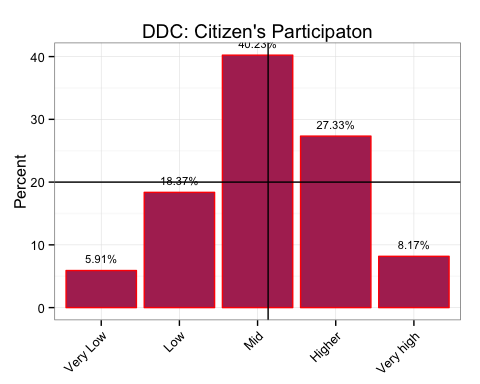 DDC: Citizen's Participaton
40.23%
27.33%
18.37%
8.17%
5.91%
40
30
20
10
0
Percent
Very Low
Low
Mid
Higher
Very high